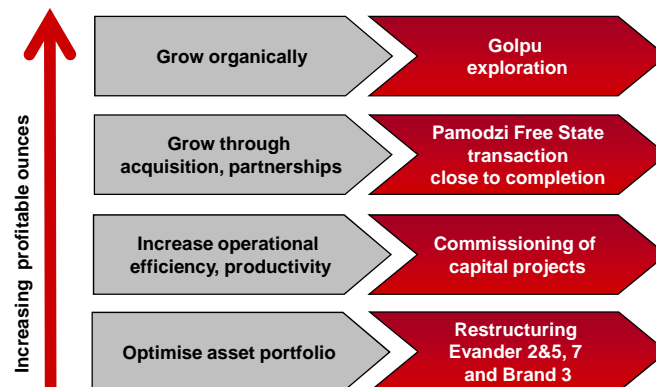 Increasing profitable ounces
Grow organically
Golpu
exploration
Grow through
acquisition, partnerships
Pamodzi Free State
transaction
close to completion
Increase operational
efficiency, productivity
Commissioning of
capital projects
Optimise asset portfolio
Restructuring
Evander 2&5, 7
and Brand 3